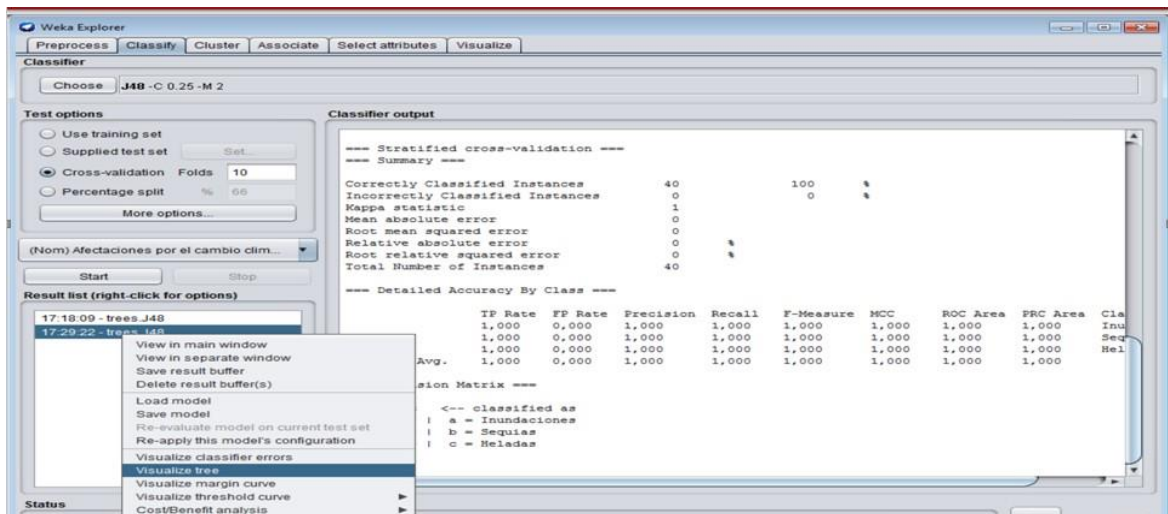 Weka Explorer
Preprocess Classify Cluster Associate Select attributes Visualize
Classifier
Choose J48 -C 0.25 -M 2
Test options
Use training set
Supplied test set Set...
Cross-validation Folds 10
Percentage split % 66
More options...
(Nom) Afectaciones por el cambio clim...
Start Stop
Result list (right-click for options)
17:18:09 - trees.J48
17:29:22 - trees.J48
View in main window
View in separate window
Save result buffer
Delete result buffer(s)
Load model
Save model
Re-evaluate model on current test set
Re-apply this model's configuration
Visualize classifier errors
Visualize tree
Visualize margin curve
Visualize threshold curve
Cost/Benefit analysis
Status
Classifier output
=== Stratified cross-validation ===
=== Summary ===
Correctly Classified Instances 40 100 %
Incorrectly Classified Instances 0 0 %
Kappa statistic 1
Mean absolute error 0
Root mean squared error 0
Relative absolute error 0 %
Root relative squared error 0 %
Total Number of Instances 40
=== Detailed Accuracy By Class ===
TP Rate FP Rate Precision Recall F-Measure MCC ROC Area PRC Area Cla
1,000 0,000 1,000 1,000 1,000 1,000 1,000 1,000 Inu
1,000 0,000 1,000 1,000 1,000 1,000 1,000 1,000 Seq
1,000 0,000 1,000 1,000 1,000 1,000 1,000 1,000 Hel
Avg. 1,000 0,000 1,000 1,000 1,000 1,000 1,000 1,000
sion Matrix ===
<-- classified as
| a = Inundaciones
| b = Sequias
| c = Heladas